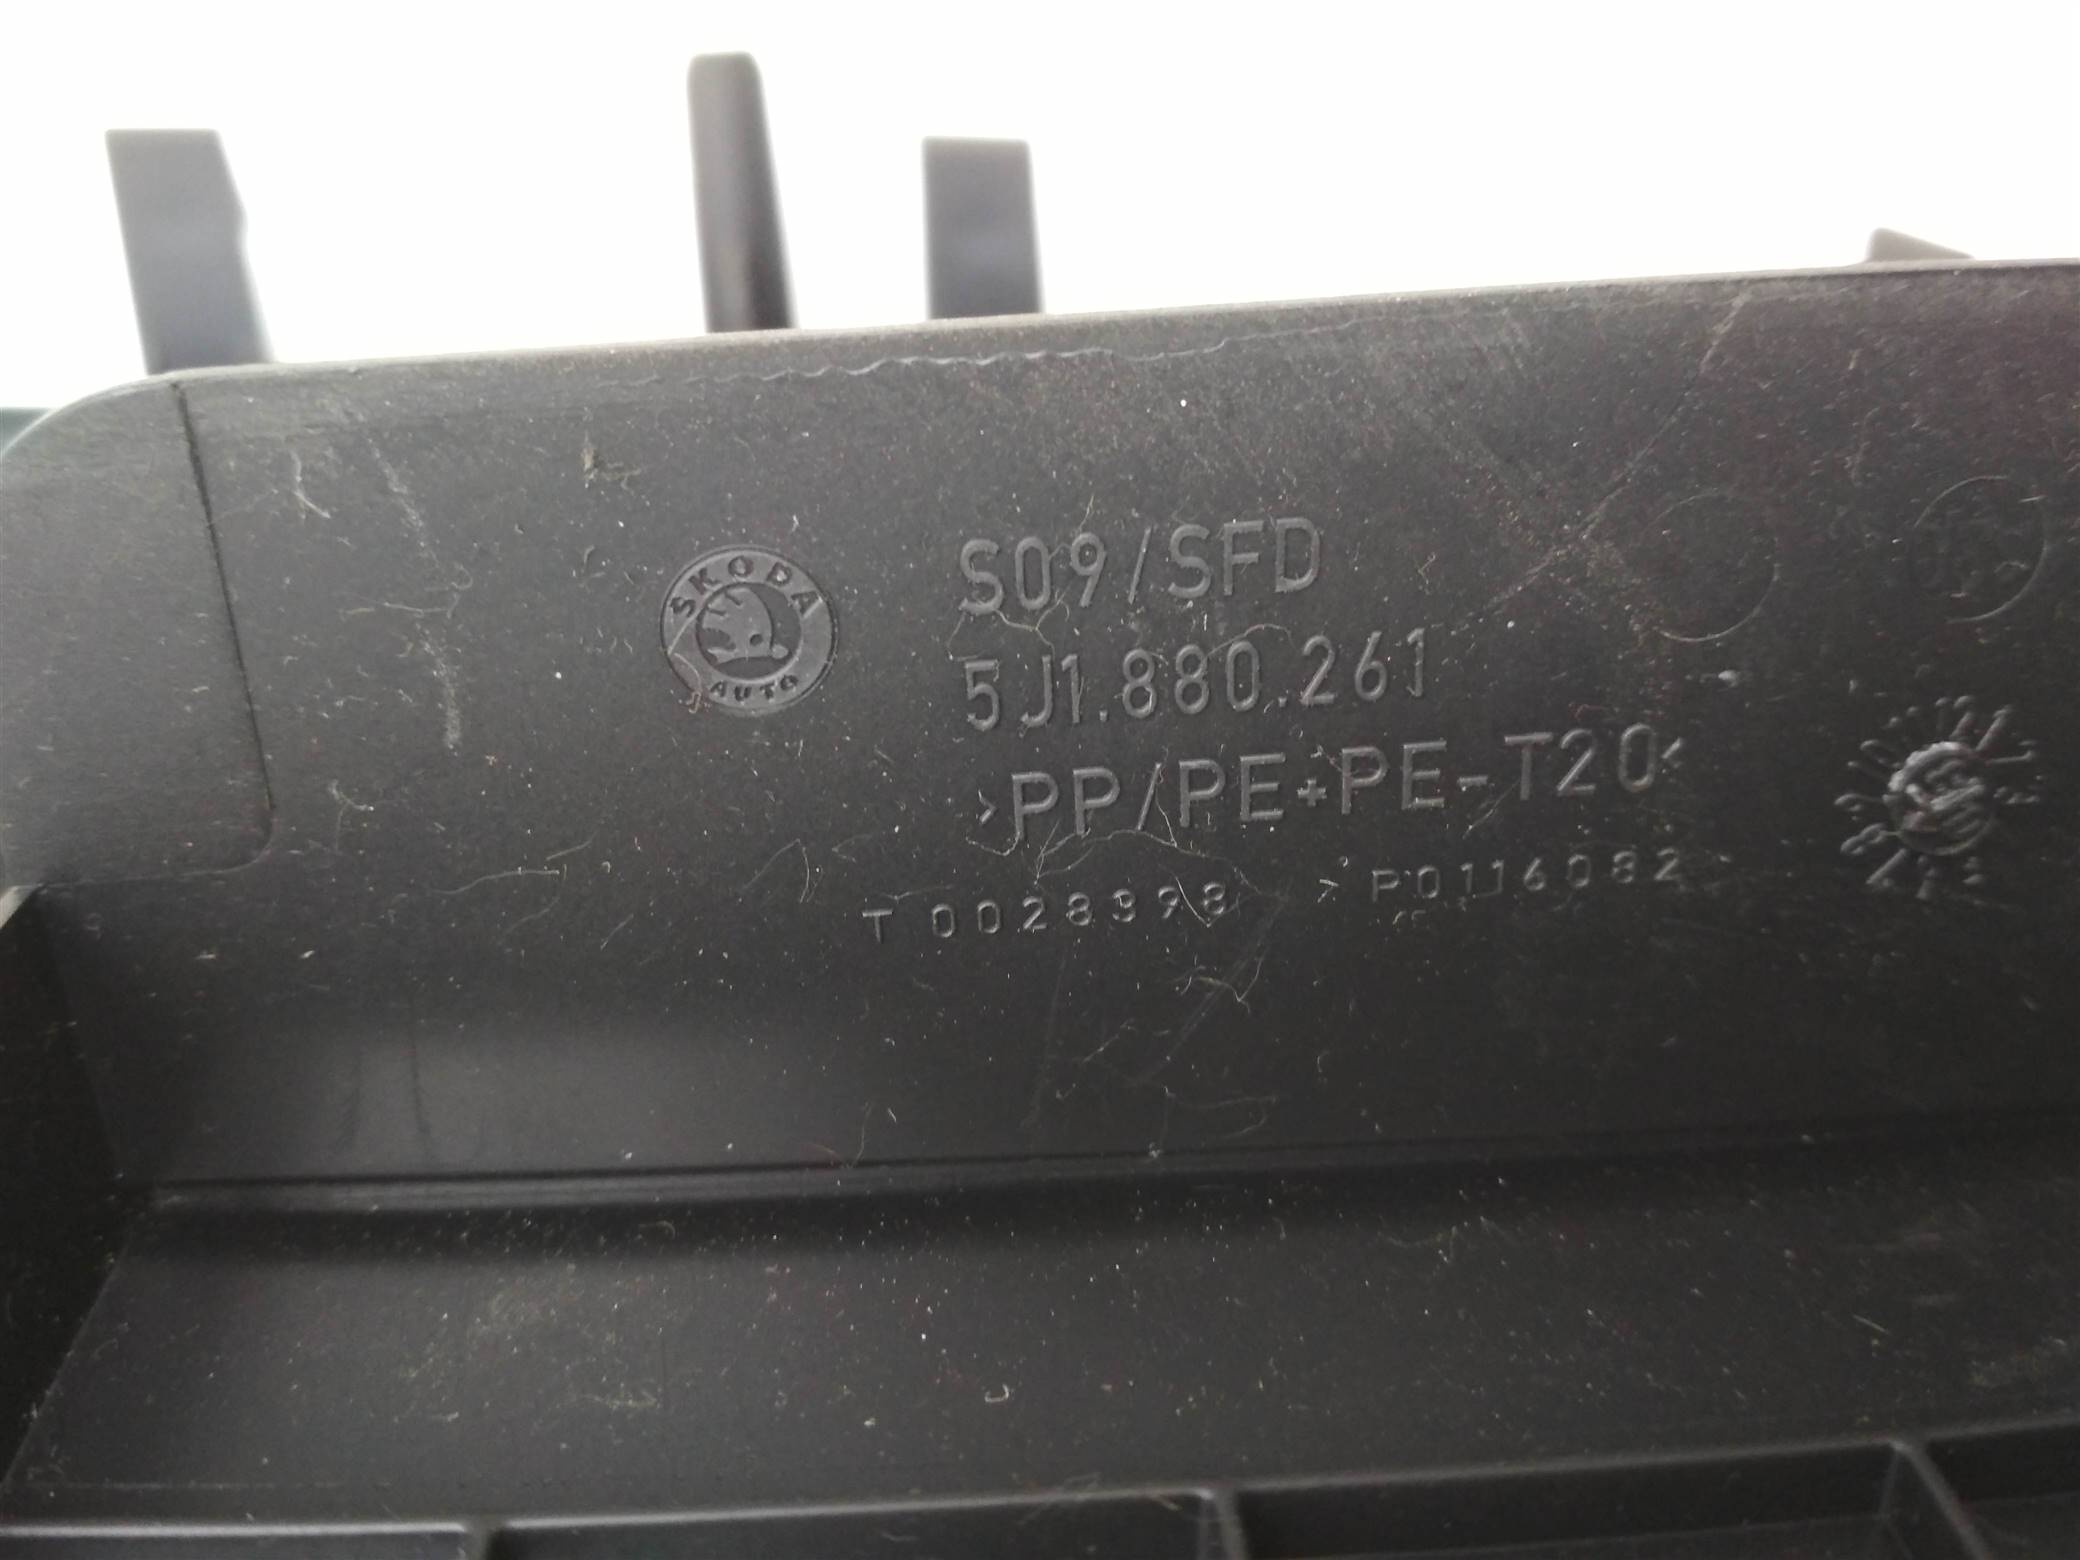 SKODA
AUTO
S09/SFD
5J1.880.261
>PP/PE+PE-T20<
T 0028398 > P0116082